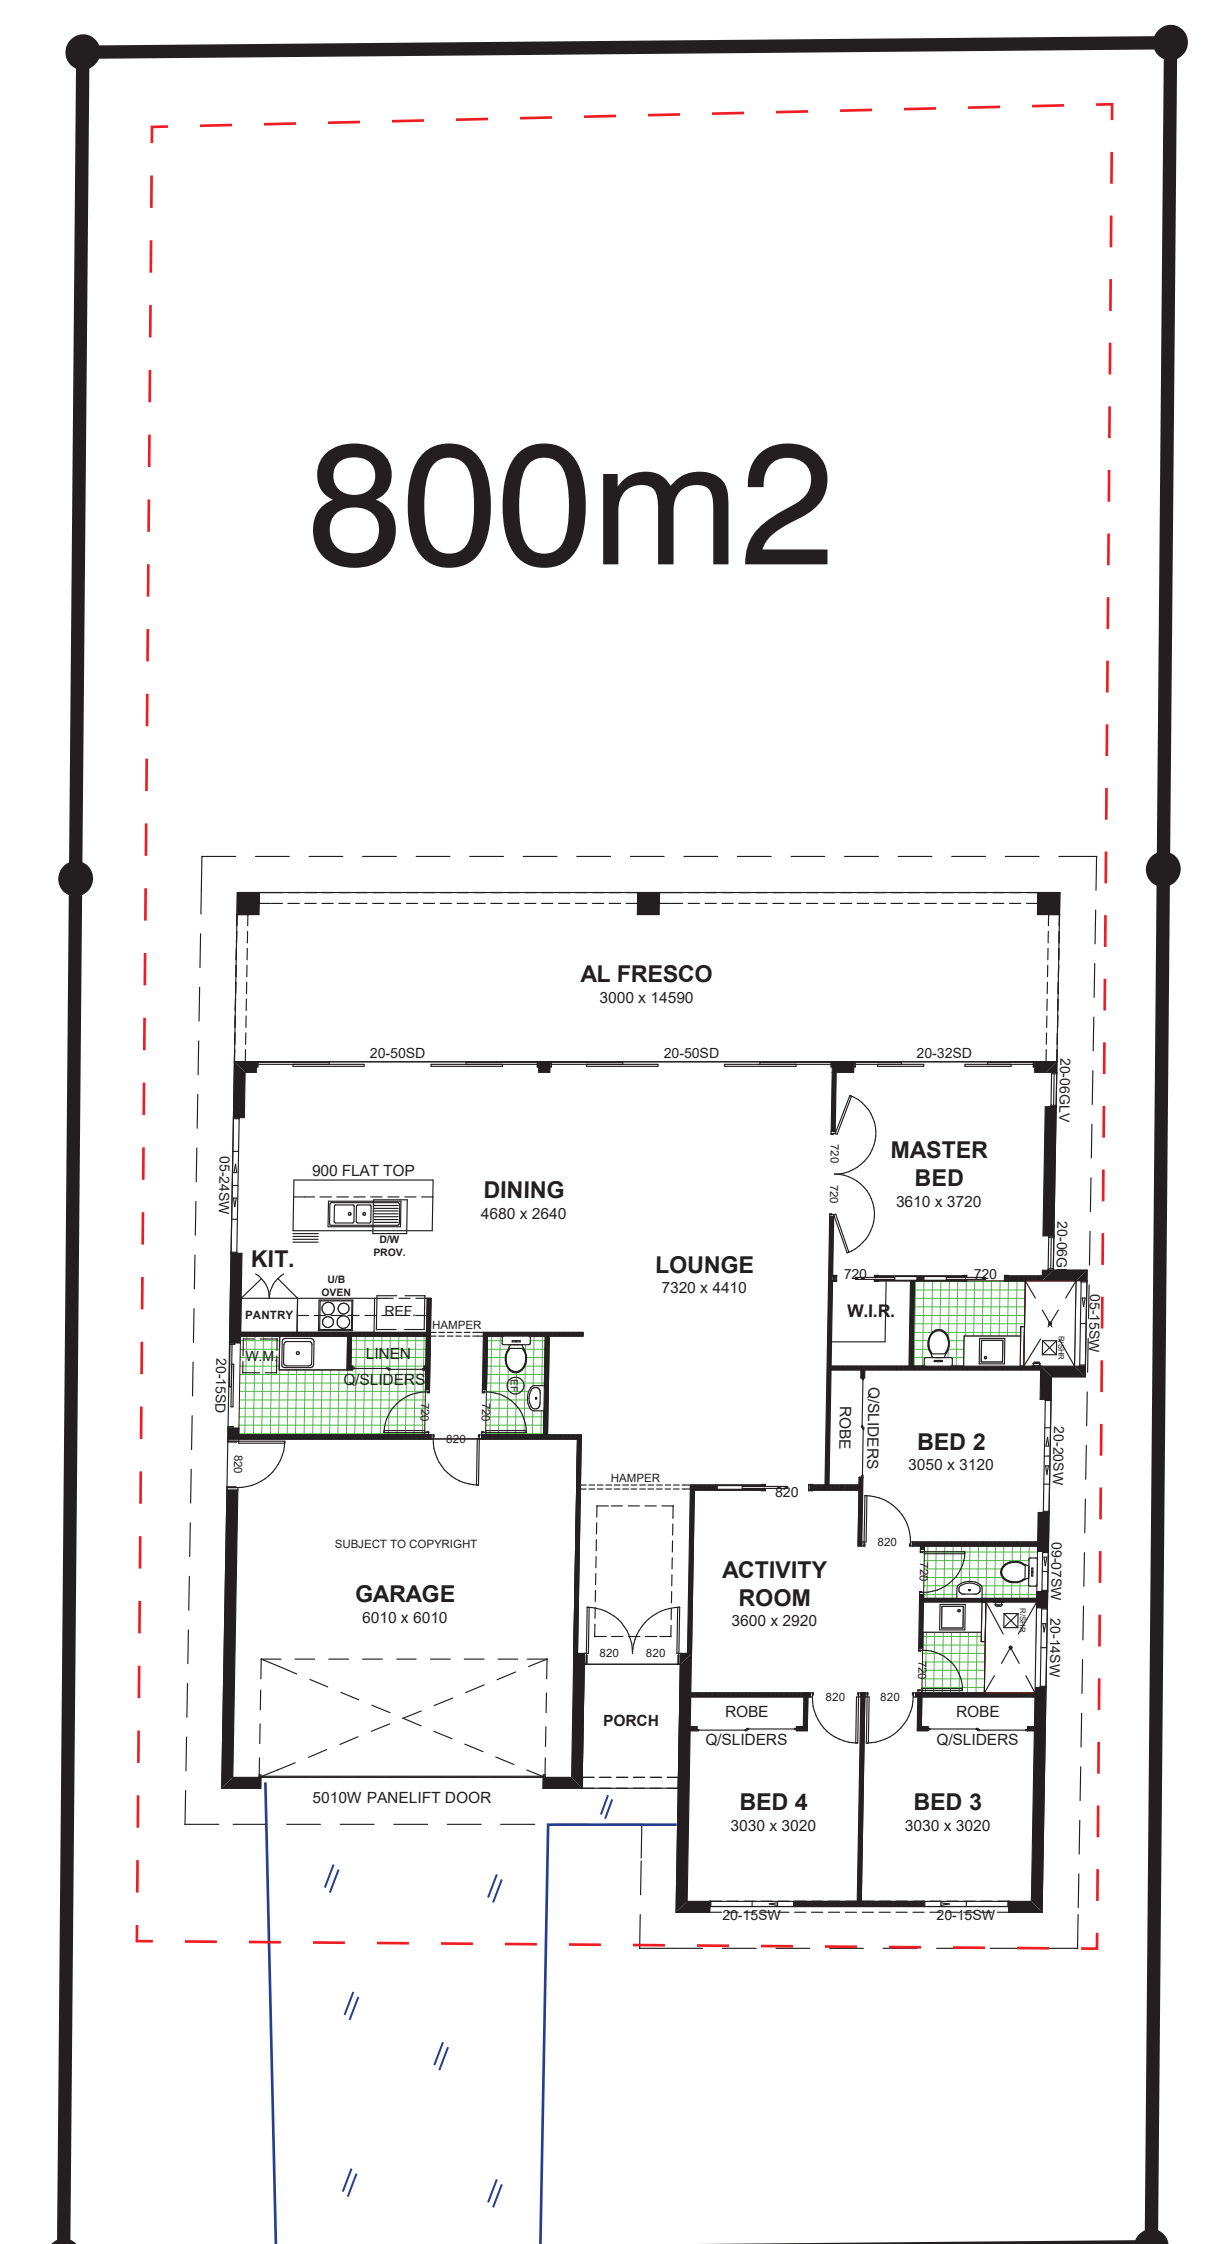 800m2
AL FRESCO
3000 x 14590
20-50SD
20-50SD
20-32SD
20-06GLV
05-24SW
900 FLAT TOP
D/W
PROV.
DINING
4680 x 2640
720
720
MASTER
BED
3610 x 3720
KIT.
LOUNGE
7320 x 4410
U/B
OVEN
PANTRY
REF
HAMPER
720
720
W.I.R.
05-15SW
R/SHR
W.M.
LINEN
Q/SLIDERS
20-15SD
EF
720
720
820
820
ROBE
Q/SLIDERS
BED 2
3050 x 3120
20-20SW
HAMPER
820
820
SUBJECT TO COPYRIGHT
GARAGE
6010 x 6010
ACTIVITY
ROOM
3600 x 2920
720
09-07SW
R/SHR
20-14SW
720
820
820
PORCH
820
820
ROBE
Q/SLIDERS
ROBE
Q/SLIDERS
5010W PANELIFT DOOR
BED 4
3030 x 3020
BED 3
3030 x 3020
20-15SW
20-15SW